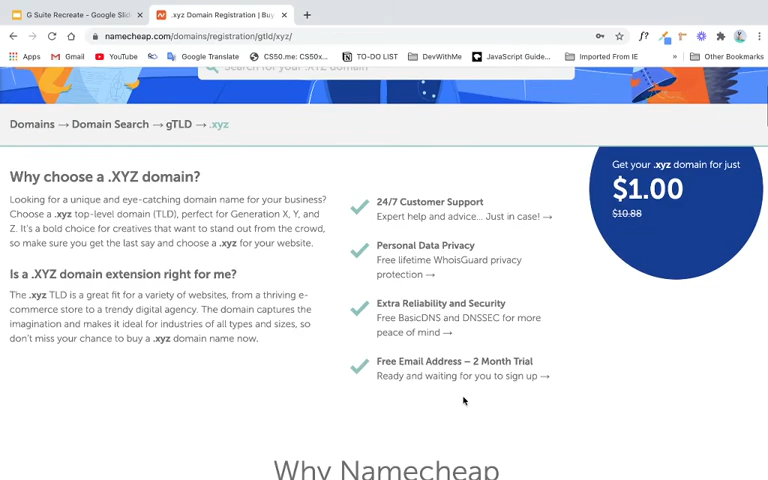 G Suite Recreate - Google Slid
.xyz Domain Registration | Buy
namecheap.com/domains/registration/gtld/xyz/
Apps
Gmail
YouTube
Google Translate
CS50.me: CS50x...
TO-DO LIST
DevWithMe
JavaScript Guide...
Imported From IE
»
Other Bookmarks
Search for your .XYZ domain
Domains → Domain Search → gTLD → .xyz
Why choose a .XYZ domain?
Looking for a unique and eye-catching domain name for your business?
Choose a .xyz top-level domain (TLD), perfect for Generation X, Y, and
Z. It's a bold choice for creatives that want to stand out from the crowd,
so make sure you get the last say and choose a .xyz for your website.
Is a .XYZ domain extension right for me?
The .xyz TLD is a great fit for a variety of websites, from a thriving e-
commerce store to a trendy digital agency. The domain captures the
imagination and makes it ideal for industries of all types and sizes, so
don't miss your chance to buy a .xyz domain name now.
24/7 Customer Support
Expert help and advice... Just in case! →
Personal Data Privacy
Free lifetime WhoisGuard privacy
protection →
Extra Reliability and Security
Free BasicDNS and DNSSEC for more
peace of mind →
Free Email Address – 2 Month Trial
Ready and waiting for you to sign up →
Get your .xyz domain for just
$1.00
$10.88
Why Namecheap